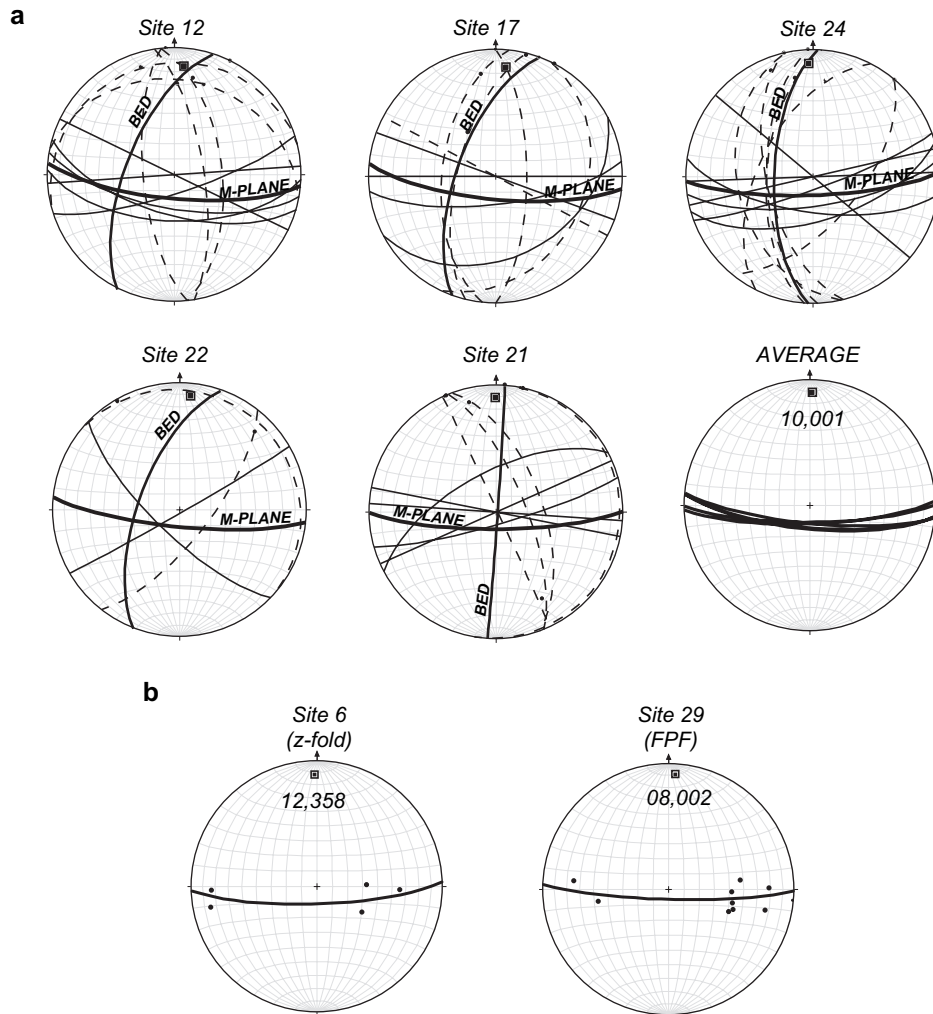 a
Site 12
Site 17
Site 24
BED
M-PLANE
BED
M-PLANE
BED
M-PLANE
Site 22
Site 21
AVERAGE
BED
M-PLANE
BED
M-PLANE
10,001
b
Site 6
(z-fold)
Site 29
(FPF)
12,358
08,002